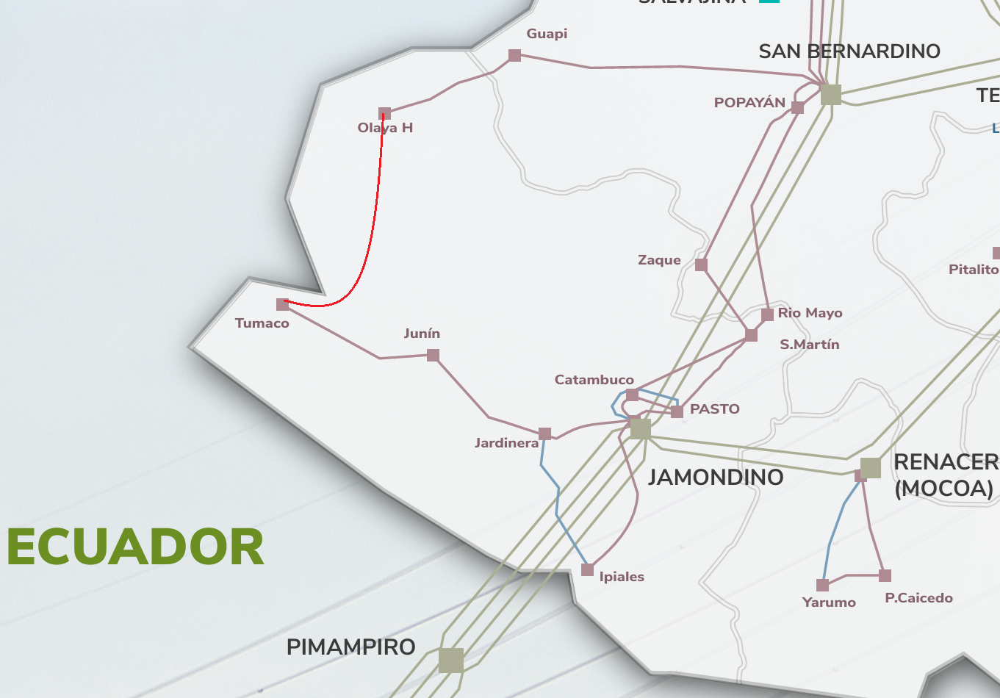 SALVAJINA
Guapi
SAN BERNARDINO
TE
POPAYÁN
Olaya H
L
Zaque
Pitalito
Tumaco
Rio Mayo
Junín
S.Martín
Catambuco
PASTO
Jardinera
RENACER
JAMONDINO
(MOCOA)
ECUADOR
Ipiales
Yarumo
P.Caicedo
PIMAMPIRO